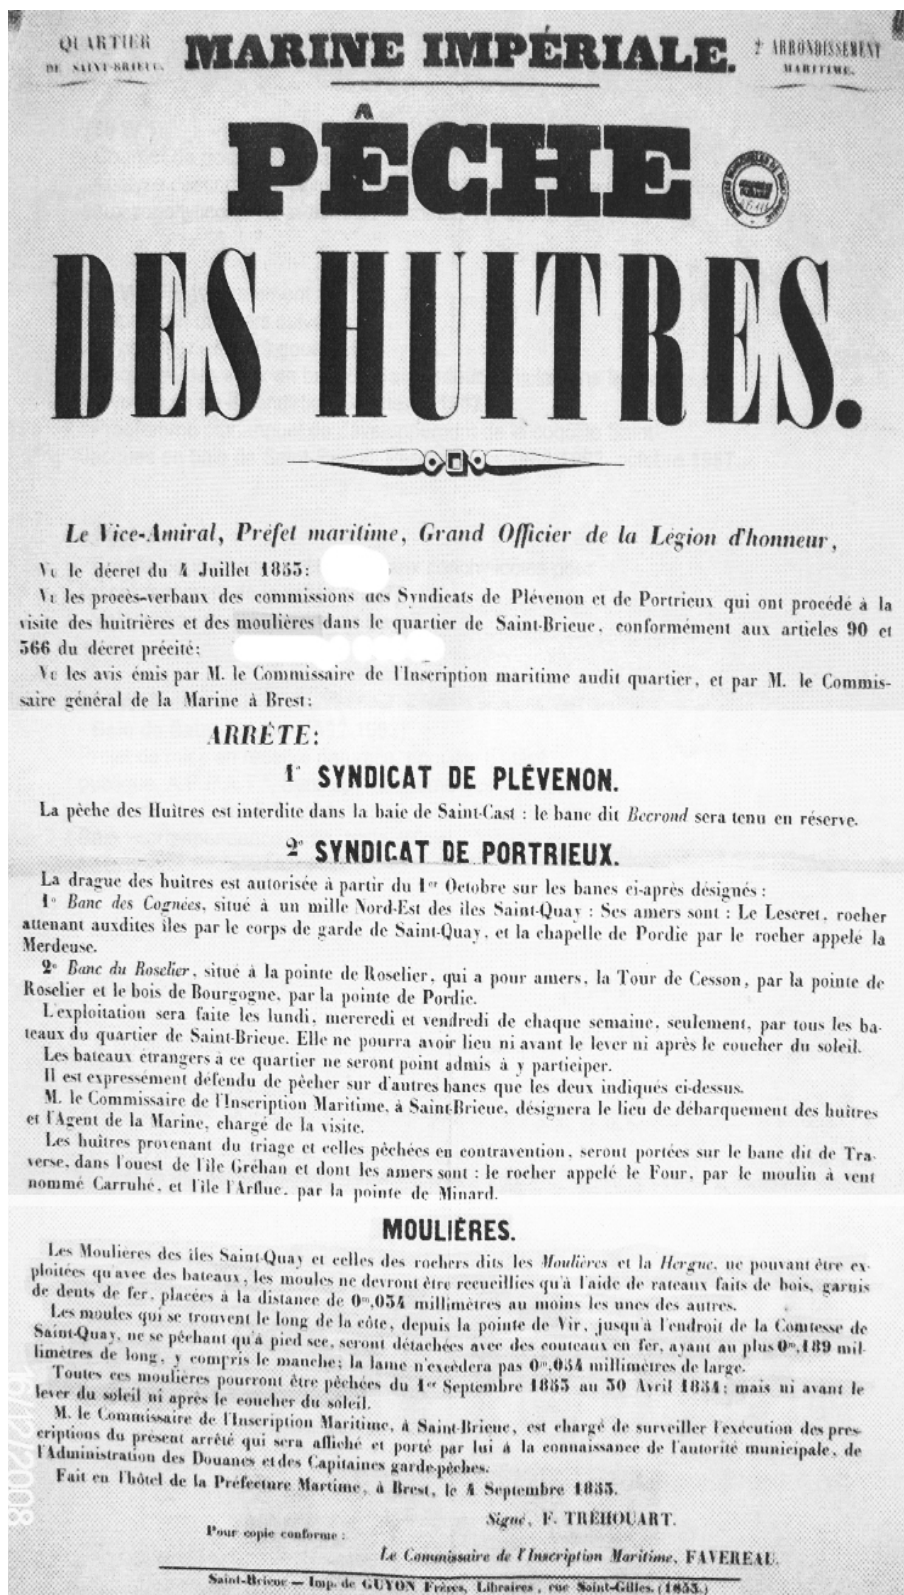 QUARTIER
DE SAINT-BRIEUC.
MARINE IMPÉRIALE.
2e ARRONDISSEMENT
MARITIME.
PÊCHE
DES HUITRES.
Le Vice-Amiral, Préfet maritime, Grand Officier de la Légion d'honneur,
Vu le décret du 4 Juillet 1853;
Vu les procès-verbaux des commissions des Syndicats de Plévenon et de Portrieux qui ont procédé à la
visite des huitrières et des moulières dans le quartier de Saint-Brieuc, conformément aux articles 90 et
366 du décret précité;
Vu les avis émis par M. le Commissaire de l'Inscription maritime audit quartier, et par M. le Commis-
saire général de la Marine à Brest;
ARRÊTE:
1° SYNDICAT DE PLÉVENON.
La pêche des Huîtres est interdite dans la baie de Saint-Cast : le banc dit Becrond sera tenu en réserve.
2° SYNDICAT DE PORTRIEUX.
La drague des huîtres est autorisée à partir du 1er Octobre sur les bancs ci-après désignés :
1° Banc des Cognées, situé à un mille Nord-Est des îles Saint-Quay : Ses amers sont : Le Leseret, rocher
attenant auxdites îles par le corps de garde de Saint-Quay, et la chapelle de Pordic par le rocher appelé la
Merdeuse.
2° Banc du Roselier, situé à la pointe de Roselier, qui a pour amers, la Tour de Cesson, par la pointe de
Roselier et le bois de Bourgogne, par la pointe de Pordic.
L'exploitation sera faite les lundi, mercredi et vendredi de chaque semaine, seulement, par tous les ba-
teaux du quartier de Saint-Brieuc. Elle ne pourra avoir lieu ni avant le lever ni après le coucher du soleil.
Les bateaux étrangers à ce quartier ne seront point admis à y participer.
Il est expressément défendu de pêcher sur d'autres bancs que les deux indiqués ci-dessus.
M. le Commissaire de l'Inscription Maritime, à Saint-Brieuc, désignera le lieu de débarquement des huîtres
et l'Agent de la Marine, chargé de la visite.
Les huîtres provenant du triage et celles pêchées en contravention, seront portées sur le banc dit de Tra-
verse, dans l'ouest de l'île Gréhan et dont les amers sont : le rocher appelé le Four, par le moulin à vent
nommé Carruhé, et l'île l'Arfluc, par la pointe de Minard.
MOULIÈRES.
Les Moulières des îles Saint-Quay et celles des rochers dits les Moulières et la Hergue, ne pouvant être ex-
ploitées qu'avec des bateaux, les moules ne devront être recueillies qu'à l'aide de rateaux faits de bois, garnis
de dents de fer, placées à la distance de 0m,034 millimètres au moins les unes des autres.
Les moules qui se trouvent le long de la côte, depuis la pointe de Vir, jusqu'à l'endroit de la Comtesse de
Saint-Quay, ne se pêchant qu'à pied sec, seront détachées avec des couteaux en fer, ayant au plus 0m,189 mil-
limètres de long, y compris le manche; la lame n'excédera pas 0m,034 millimètres de large.
Toutes ces moulières pourront être pêchées du 1er Septembre 1853 au 30 Avril 1854; mais ni avant le
lever du soleil ni après le coucher du soleil.
M. le Commissaire de l'Inscription Maritime, à Saint-Brieuc, est chargé de surveiller l'exécution des pres-
criptions du présent arrêté qui sera affiché et porté par lui à la connaissance de l'autorité municipale, de
l'Administration des Douanes et des Capitaines garde-pêches.
Fait en l'hôtel de la Préfecture Martime, à Brest, le 4 Septembre 1853.
Signé, F. TRÉHOUART.
Pour copie conforme :
Le Commissaire de l'Inscription Maritime, FAVEREAU.
Saint-Brieuc — Imp. de GUYON Frères, Libraires, rue Saint-Gilles. (1853.)